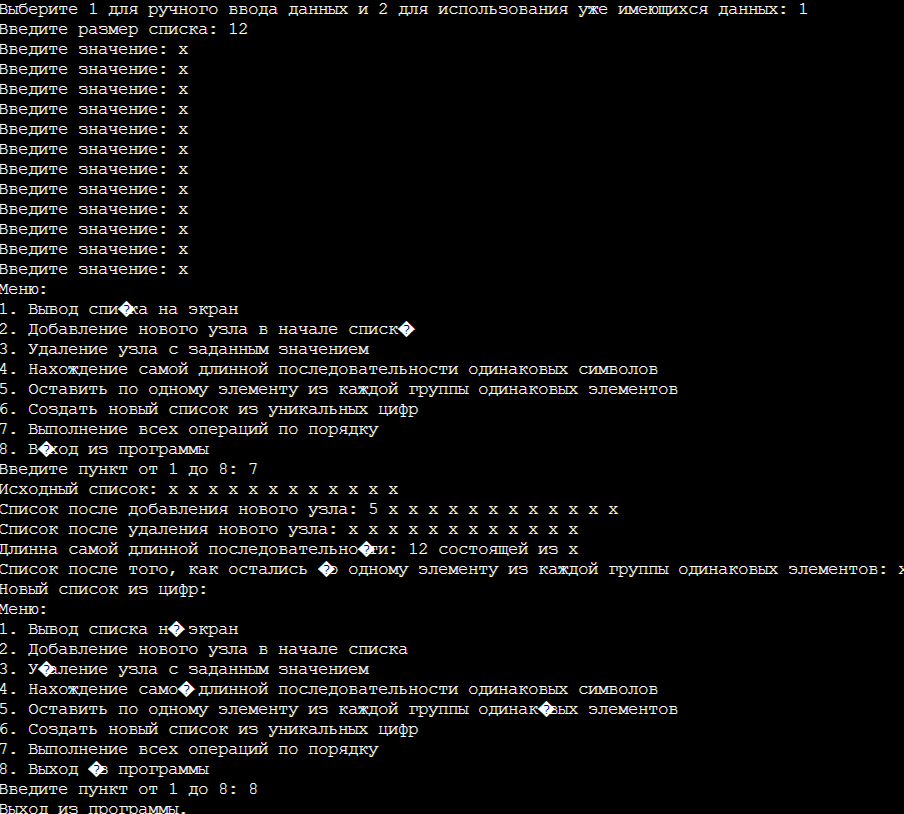 Выберите 1 для ручного ввода данных и 2 для использования уже имеющихся данных: 1
Введите размер списка: 12
Введите значение: x
Введите значение: x
Введите значение: x
Введите значение: x
Введите значение: x
Введите значение: x
Введите значение: x
Введите значение: x
Введите значение: x
Введите значение: x
Введите значение: x
Введите значение: x
Меню:
1. Вывод спи�ка на экран
2. Добавление нового узла в начале списк�
3. Удаление узла с заданным значением
4. Нахождение самой длинной последовательности одинаковых символов
5. Оставить по одному элементу из каждой группы одинаковых элементов
6. Создать новый список из уникальных цифр
7. Выполнение всех операций по порядку
8. В�ход из программы
Введите пункт от 1 до 8: 7
Исходный список: x x x x x x x x x x x x
Список после добавления нового узла: 5 x x x x x x x x x x x x
Список после удаления нового узла: x x x x x x x x x x x x
Длинна самой длинной последовательно�ти: 12 состоящей из x
Список после того, как остались �о одному элементу из каждой группы одинаковых элементов: x
Новый список из цифр:
Меню:
1. Вывод списка н� экран
2. Добавление нового узла в начале списка
3. У�аление узла с заданным значением
4. Нахождение само� длинной последовательности одинаковых символов
5. Оставить по одному элементу из каждой группы одинак�вых элементов
6. Создать новый список из уникальных цифр
7. Выполнение всех операций по порядку
8. Выход �з программы
Введите пункт от 1 до 8: 8
Выход из программы.